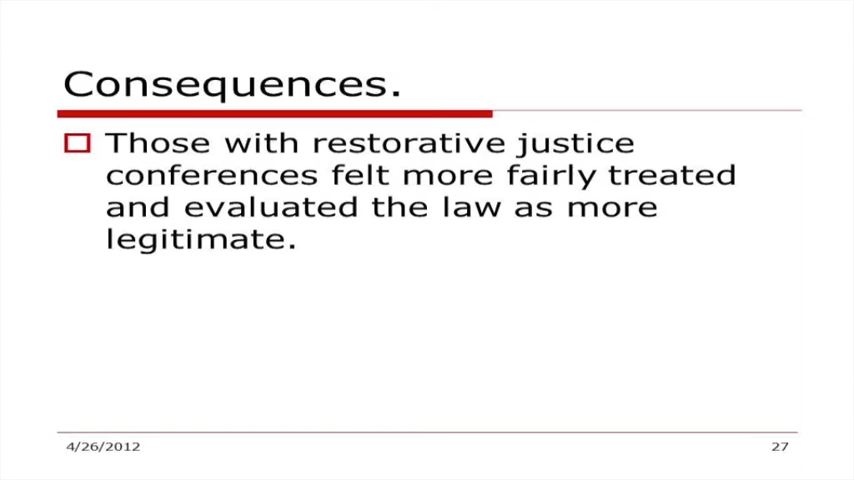 Consequences.
Those with restorative justice
conferences felt more fairly treated
and evaluated the law as more
legitimate.
4/26/2012
27